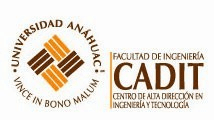 UNIVERSIDAD ANÁHUAC
VINCE IN BONO MALUM
FACULTAD DE INGENIERÍA
CADIT
CENTRO DE ALTA DIRECCIÓN EN
INGENIERÍA Y TECNOLOGÍA